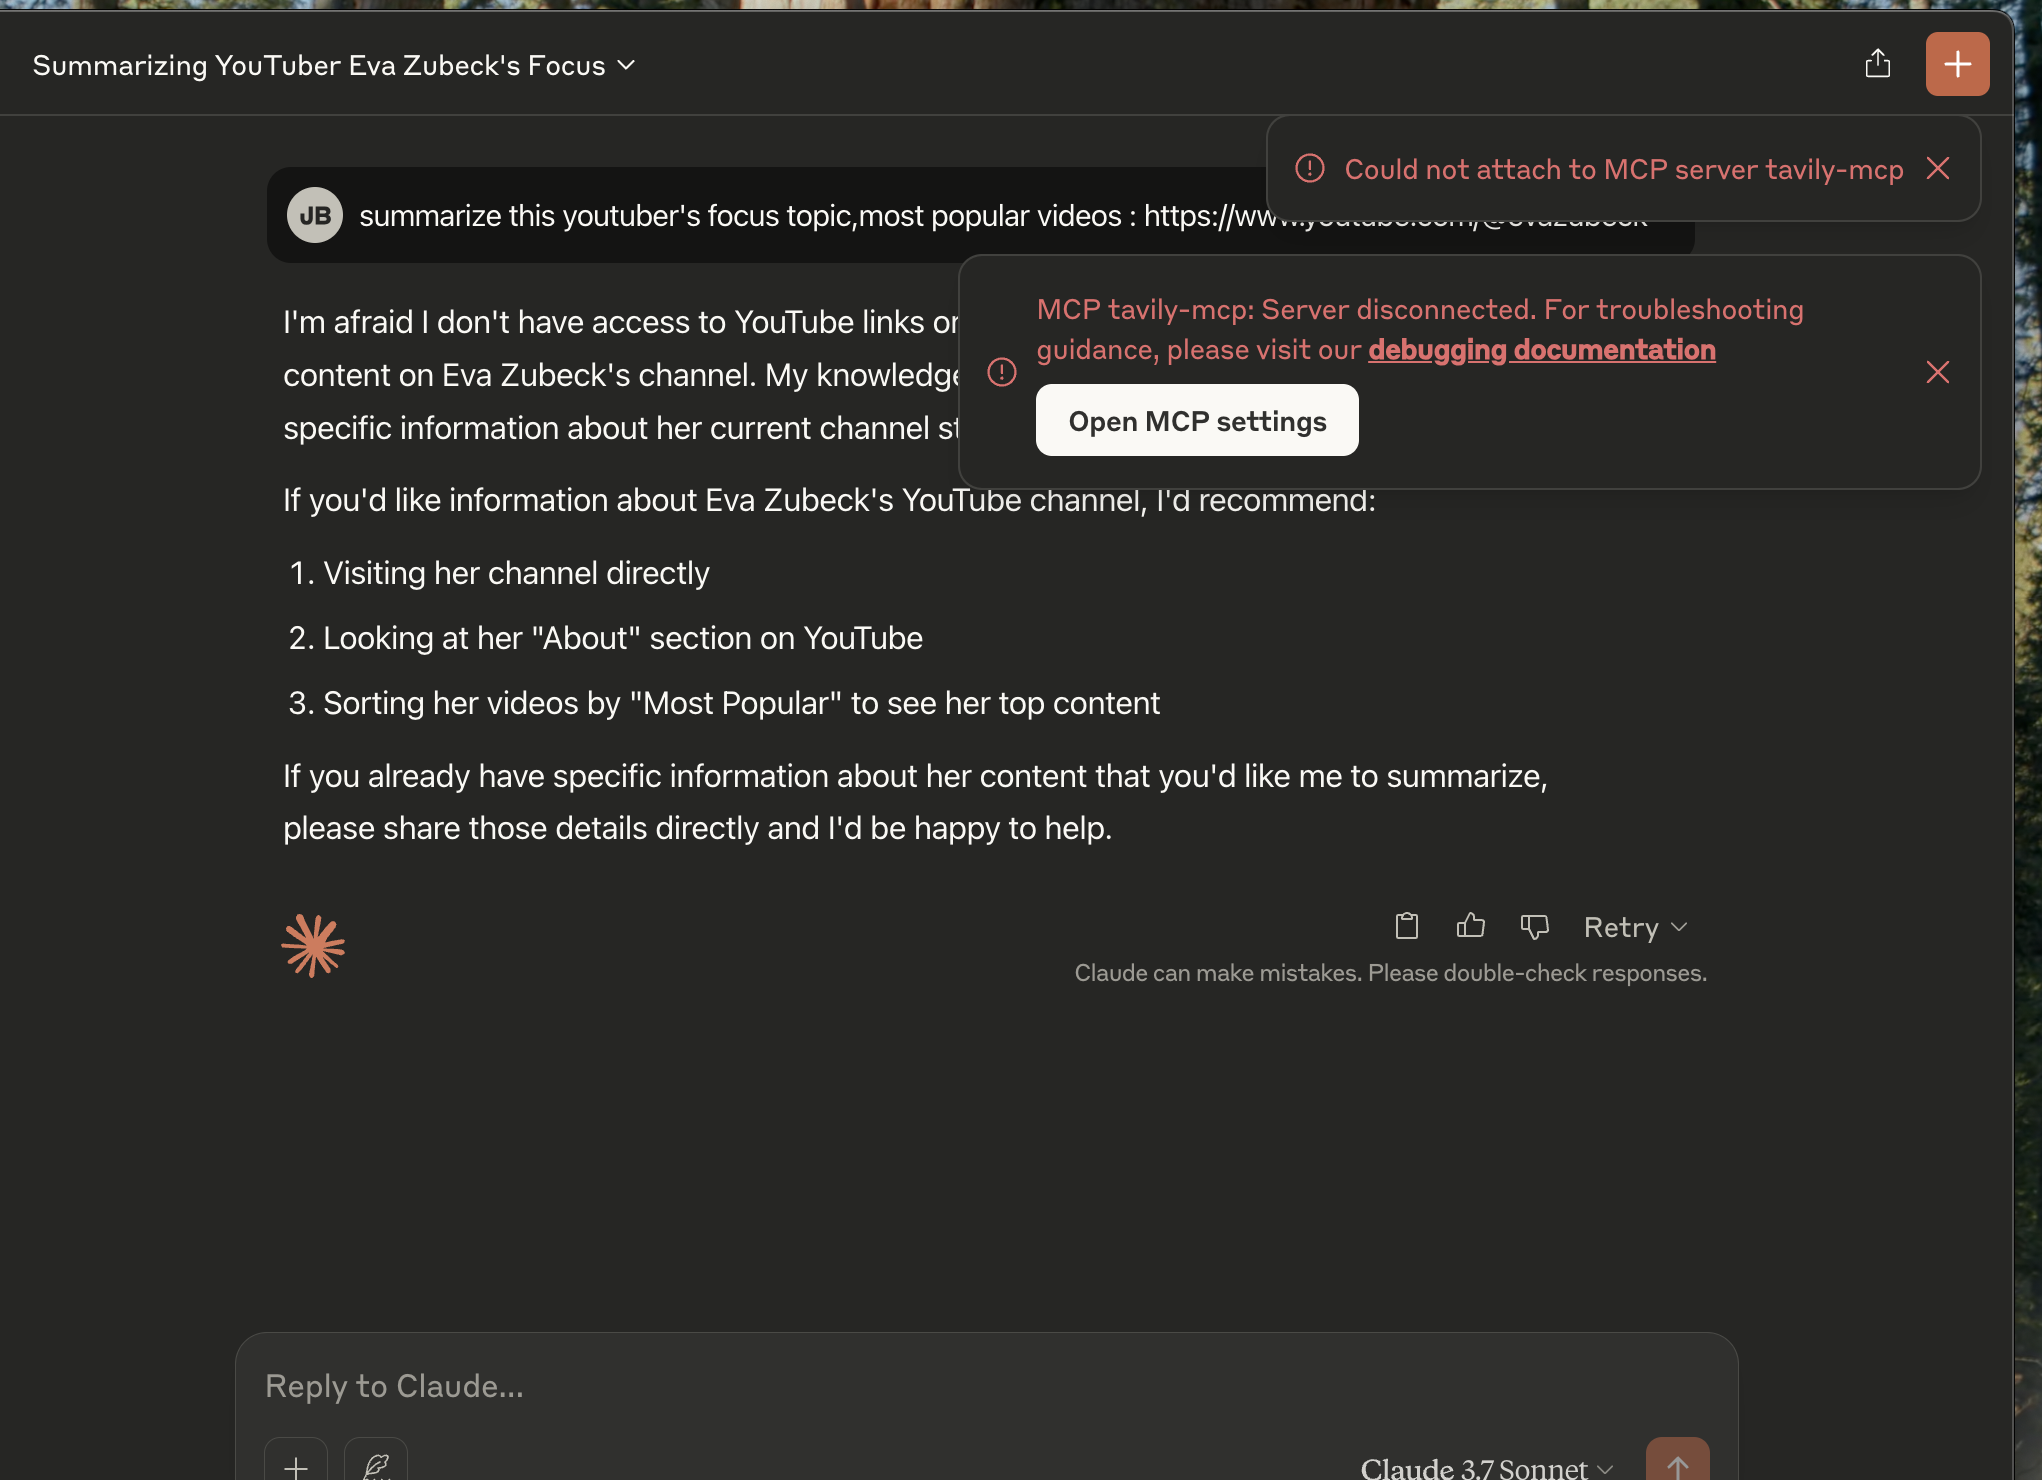 Summarizing YouTuber Eva Zubeck's Focus
Could not attach to MCP server tavily-mcp
JB
summarize this youtuber's focus topic,most popular videos : https://www.youtube.com/@evazubeck
MCP tavily-mcp: Server disconnected. For troubleshooting
guidance, please visit our debugging documentation
Open MCP settings
I'm afraid I don't have access to YouTube links or
content on Eva Zubeck's channel. My knowledge
specific information about her current channel
If you'd like information about Eva Zubeck's YouTube channel, I'd recommend:
1. Visiting her channel directly
2. Looking at her "About" section on YouTube
3. Sorting her videos by "Most Popular" to see her top content
If you already have specific information about her content that you'd like me to summarize,
please share those details directly and I'd be happy to help.
Retry
Claude can make mistakes. Please double-check responses.
Reply to Claude...
Claude 3.7 Sonnet